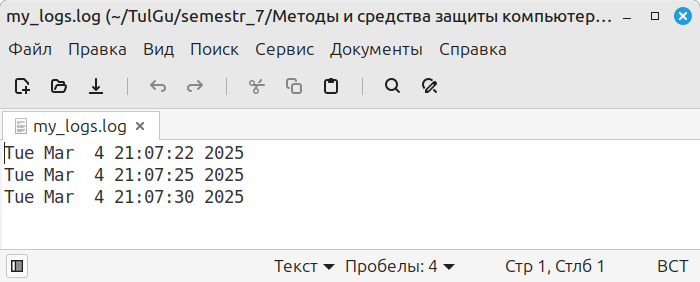 my_logs.log (~/TulGu/semestr_7/Методы и средства защиты компьютер…
Файл Правка Вид Поиск Сервис Документы Справка
my_logs.log
Tue Mar  4 21:07:22 2025
Tue Mar  4 21:07:25 2025
Tue Mar  4 21:07:30 2025
Текст Пробелы: 4 Стр 1, Стлб 1 ВСТ